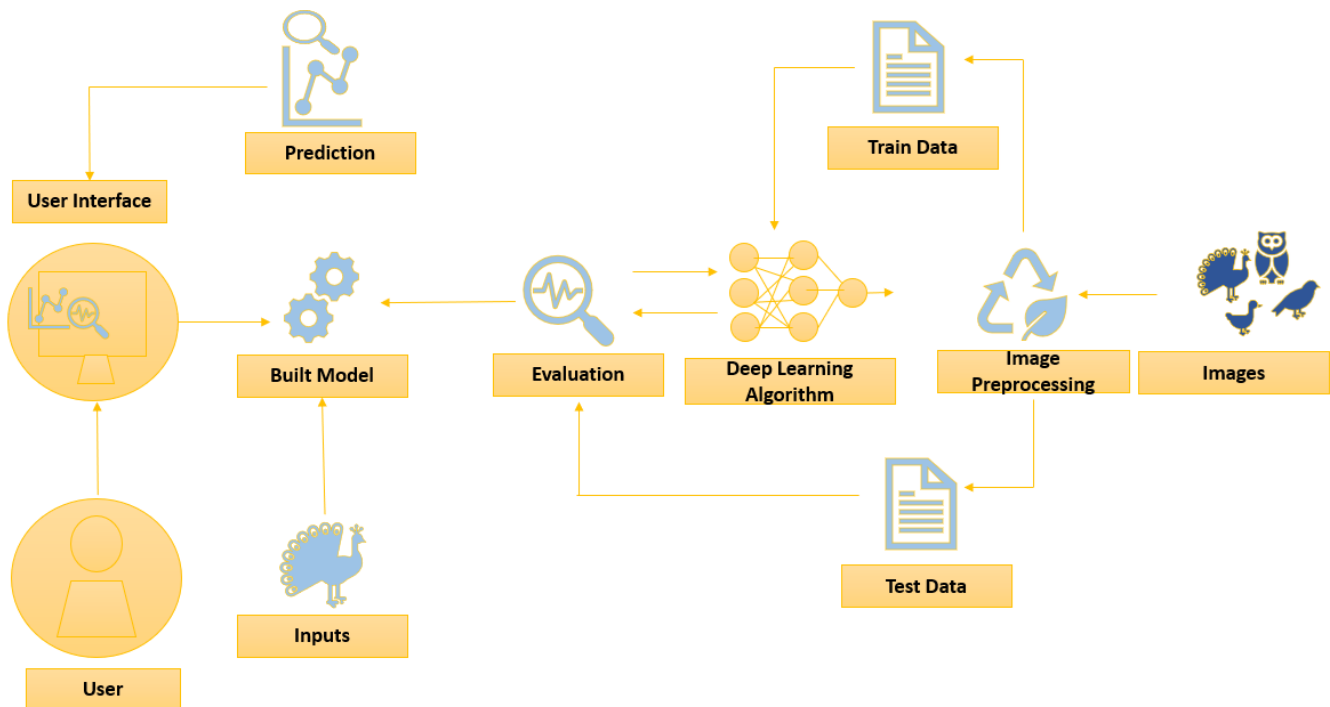 Prediction
Train Data
User Interface
Built Model
Evaluation
Deep Learning
Algorithm
Image
Preprocessing
Images
Test Data
Inputs
User